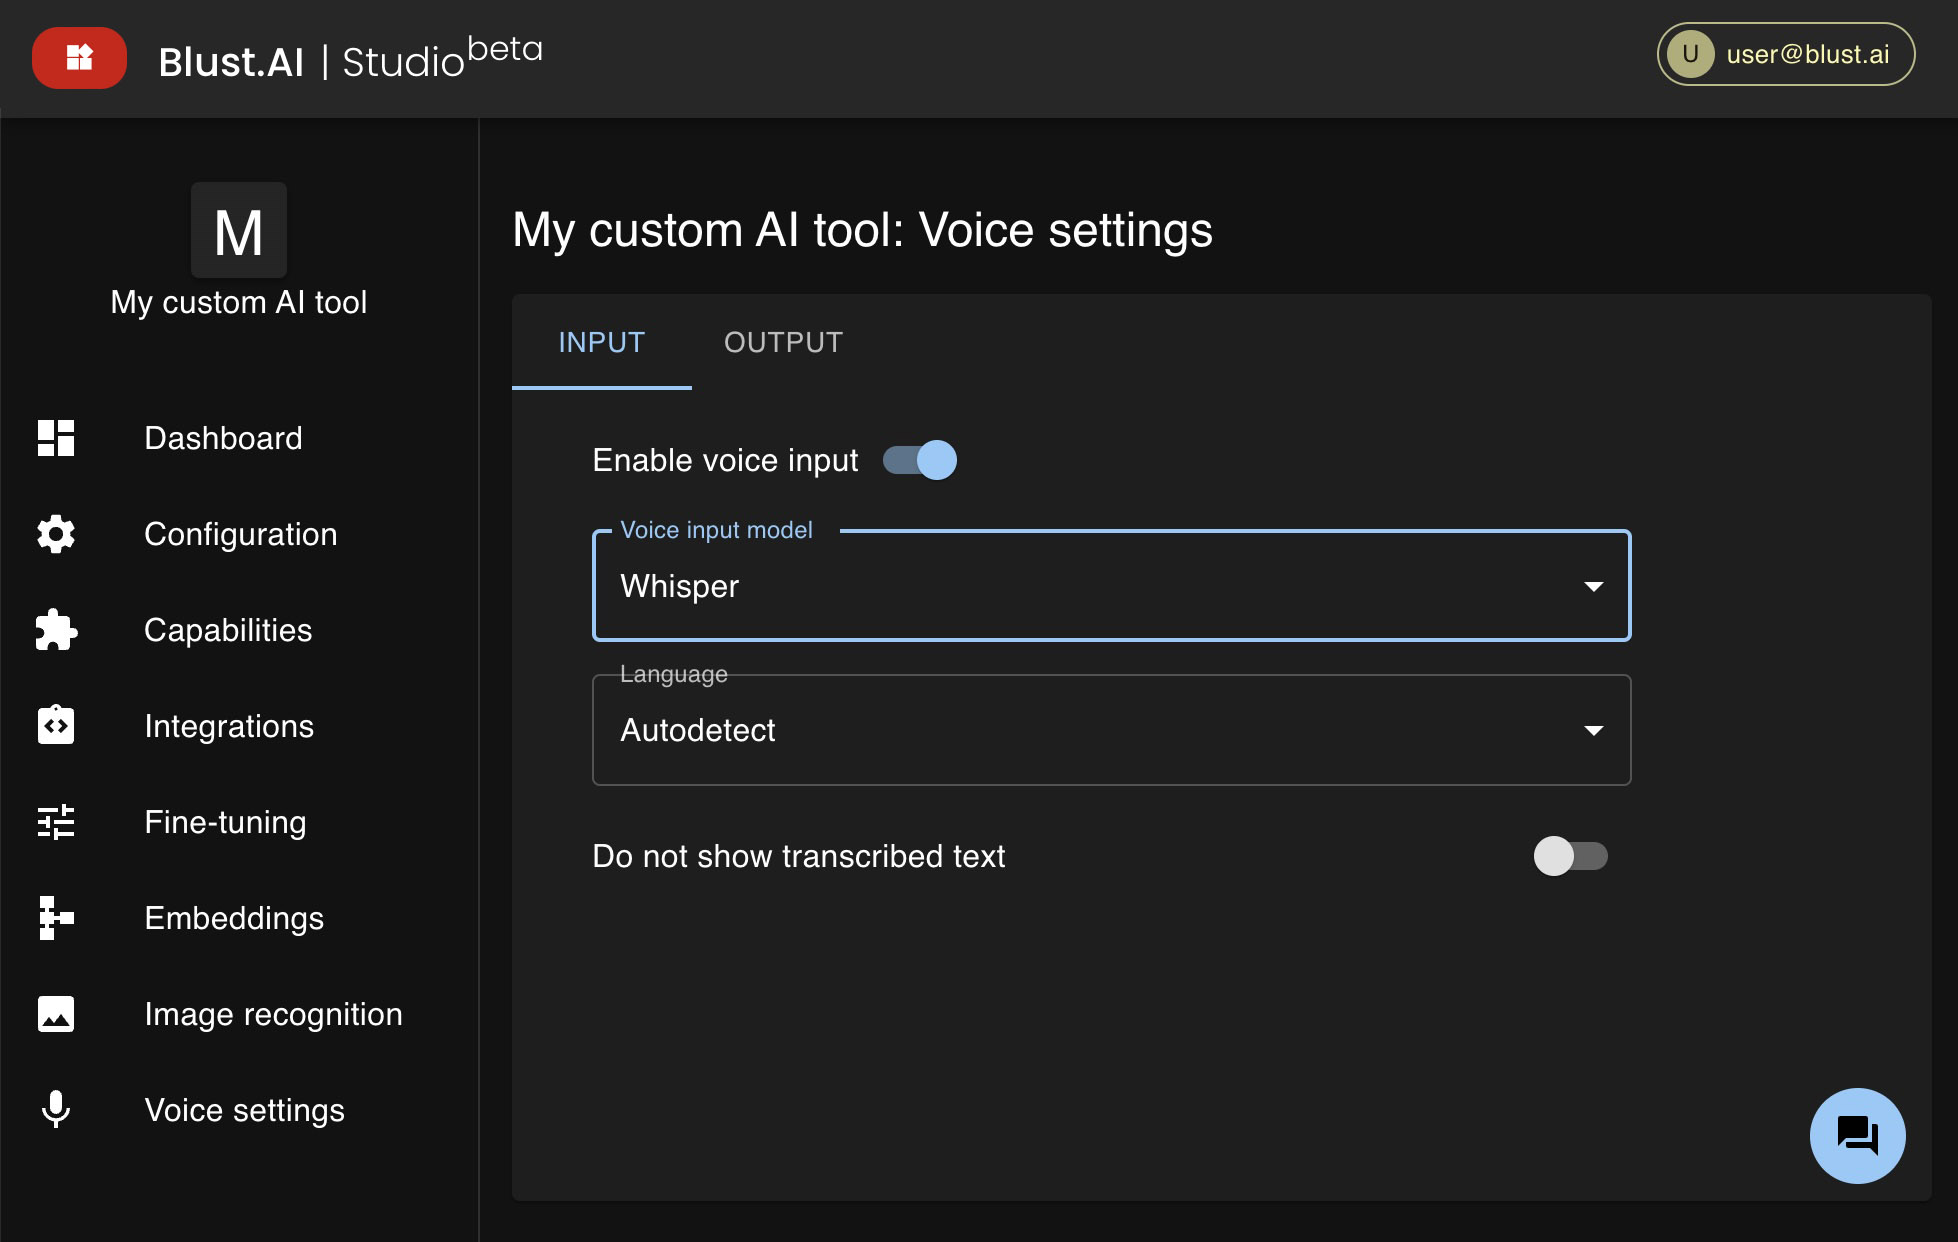 Blust.AI | Studio beta
U user@blust.ai
M
My custom AI tool
Dashboard
Configuration
Capabilities
Integrations
Fine-tuning
Embeddings
Image recognition
Voice settings
My custom AI tool: Voice settings
INPUT OUTPUT
Enable voice input
Voice input model
Whisper
Language
Autodetect
Do not show transcribed text